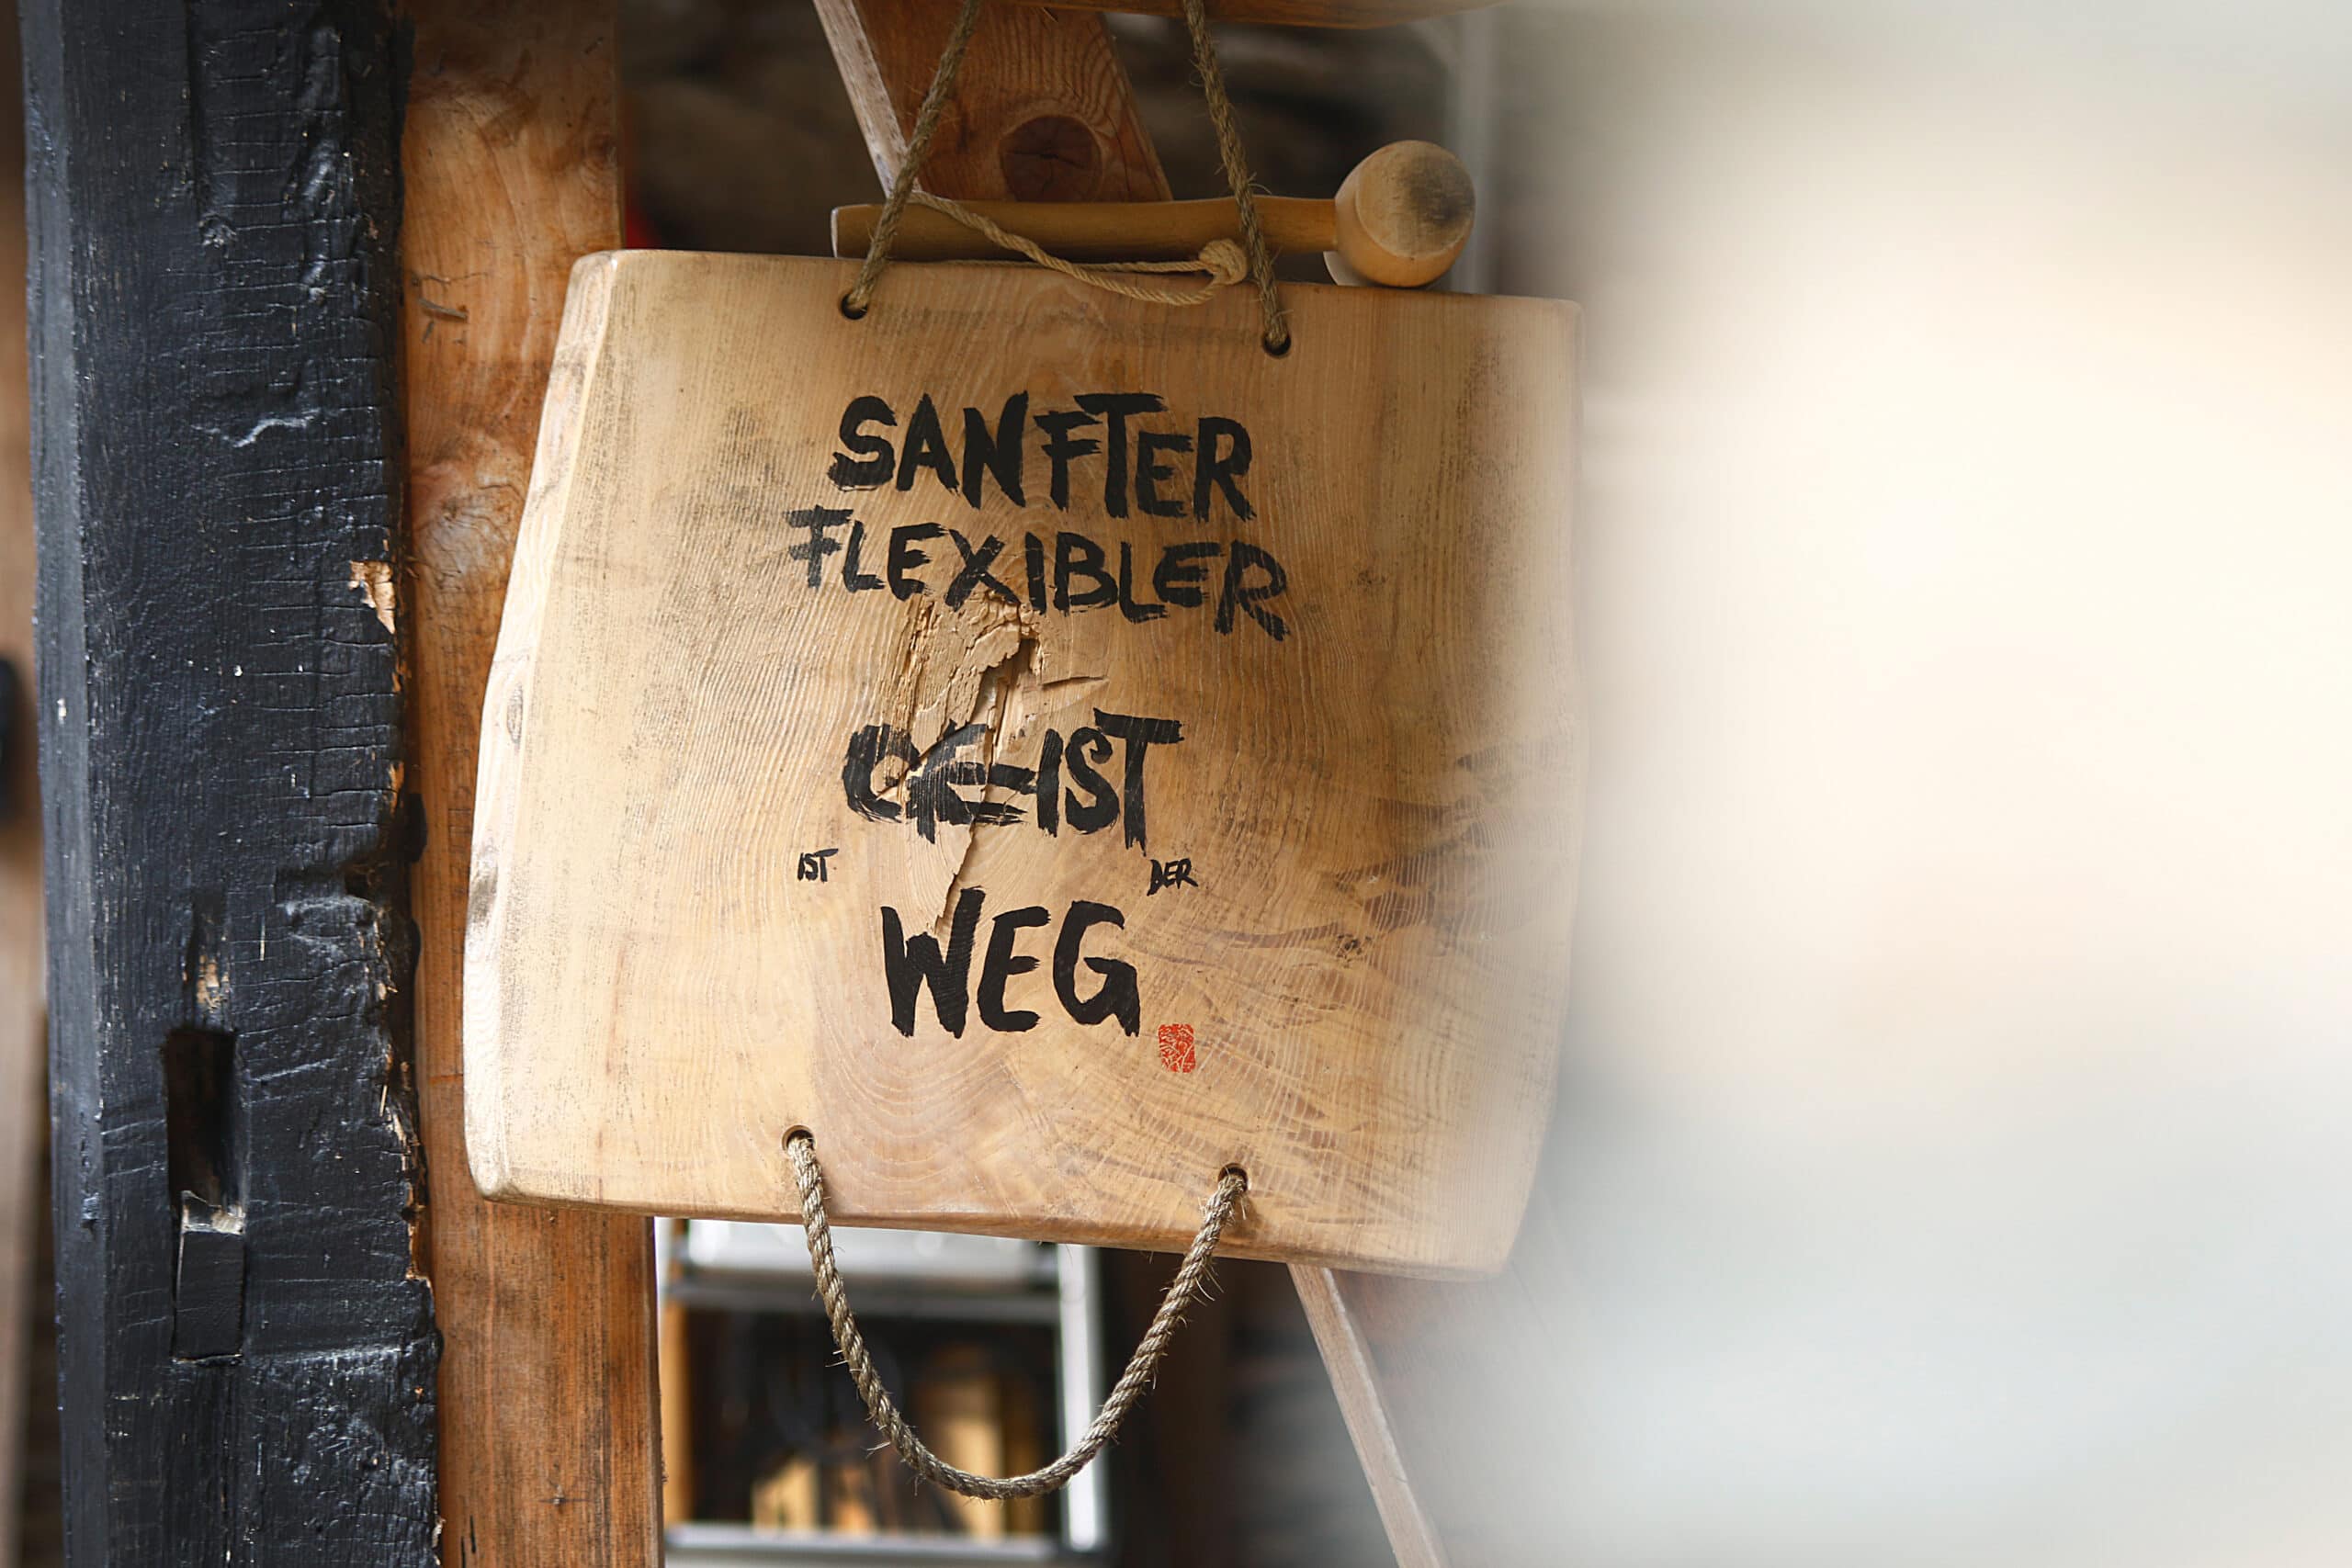 SANFTER
FLEXIBLER
GEIST
IST DER
WEG